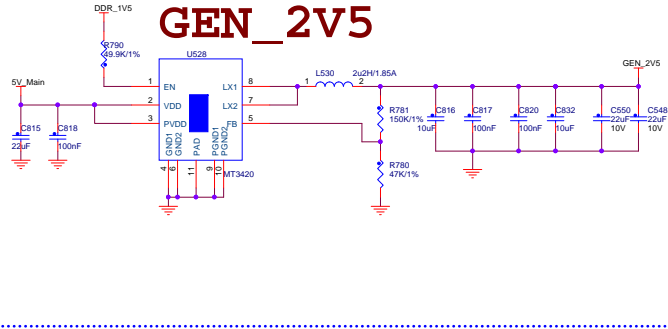 DDR_1V5
GEN_2V5
R790
49.9K/1%
U528
5V_Main
GEN_2V5
L530 2u2H/1.85A
1 EN LX1 8 1 2
2 VDD LX2 7
3 PVDD FB 5
C815
22uF
C818
100nF
R781
150K/1%
C816
10uF
C817
100nF
C820
100nF
C832
10uF
C550
22uF
10V
C548
22uF
10V
GND1
GND2
PAD
PGND1
PGND2
4
6
11
9
10
MT3420
R780
47K/1%